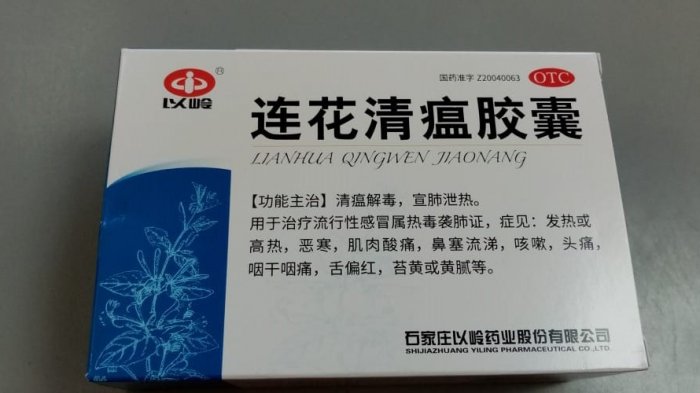 国药准字 Z20040063
OTC
R
以岭
连花清瘟胶囊
LIANHUA QINGWEN JIAONANG
【功能主治】清瘟解毒，宣肺泄热。
用于治疗流行性感冒属热毒袭肺证，症见：发热或
高热，恶寒，肌肉酸痛，鼻塞流涕，咳嗽，头痛，
咽干咽痛，舌偏红，苔黄或黄腻等。
石家庄以岭药业股份有限公司
SHIJIAZHUANG YILING PHARMACEUTICAL CO.,LTD.